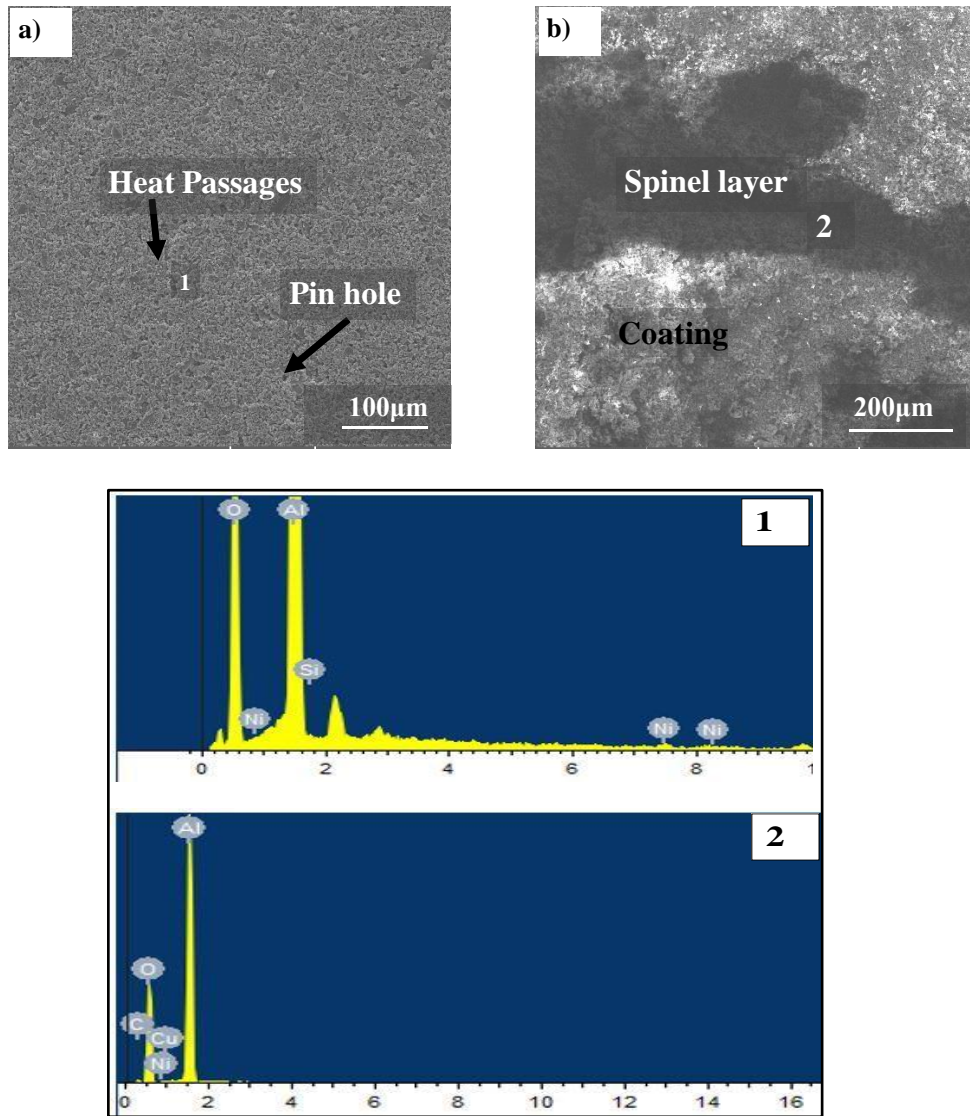 a)
Heat Passages
1
Pin hole
100µm
b)
Spinel layer
2
Coating
200µm
1
O Al
Si
Ni Ni Ni
0 2 4 6 8 1
2
Al
O
C Cu
Ni
0 2 4 6 8 10 12 14 16